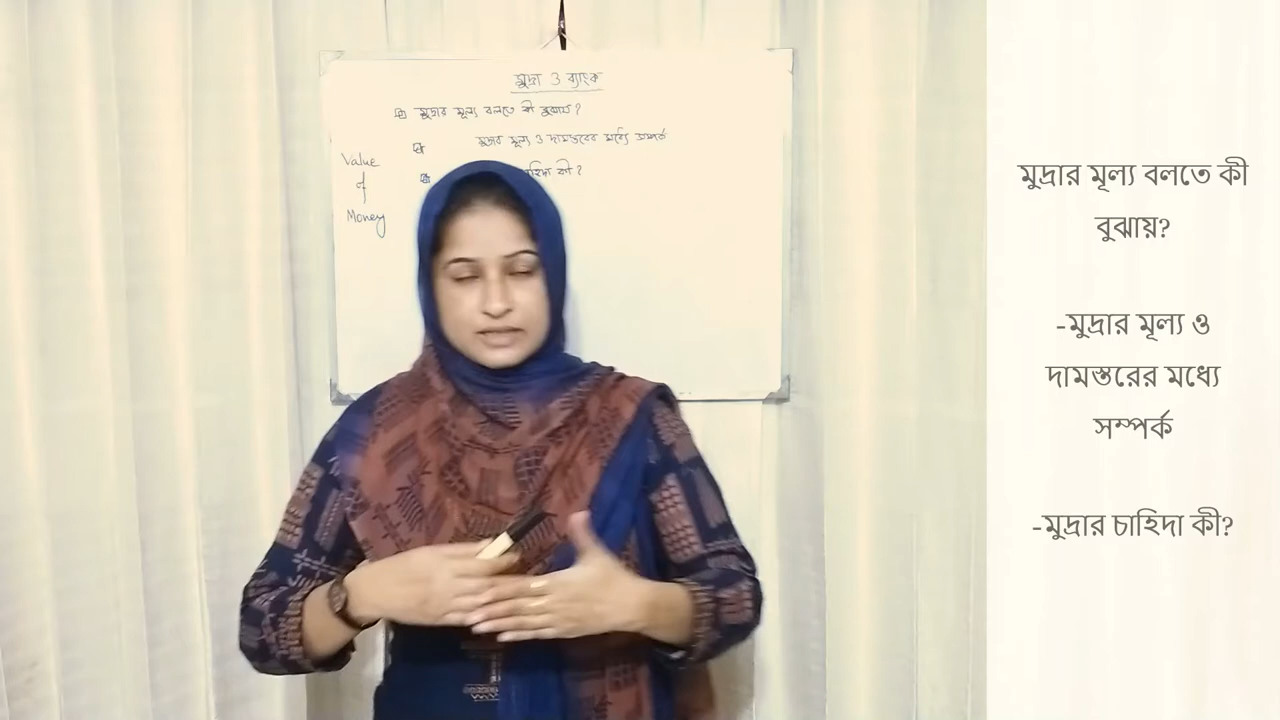 মুদ্রা ও ব্যাংক
মুদ্রার মূল্য বলতে কী বুঝায়?
মুদ্রার মূল্য ও দামস্তরের মধ্যে সম্পর্ক
চাহিদা কী?
Value
of
Money
মুদ্রার মূল্য বলতে কী
বুঝায়?
-মুদ্রার মূল্য ও
দামস্তরের মধ্যে
সম্পর্ক
-মুদ্রার চাহিদা কী?